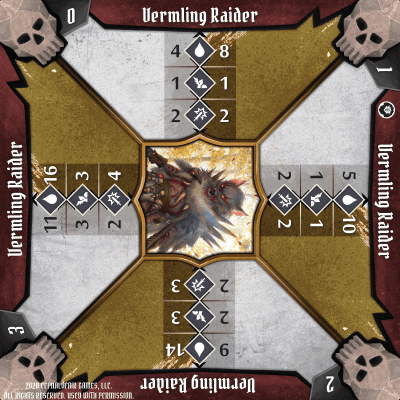 0
Vermling Raider
4 8
1 1
2 2
1
Vermling Raider
5 10
1 1
2 2
2
Vermling Raider
9 14
2 3
2 3
3
Vermling Raider
11 16
3 3
2 4
2020 CEPHALOFAIR GAMES, LLC.
ALL RIGHTS RESERVED. USED WITH PERMISSION.